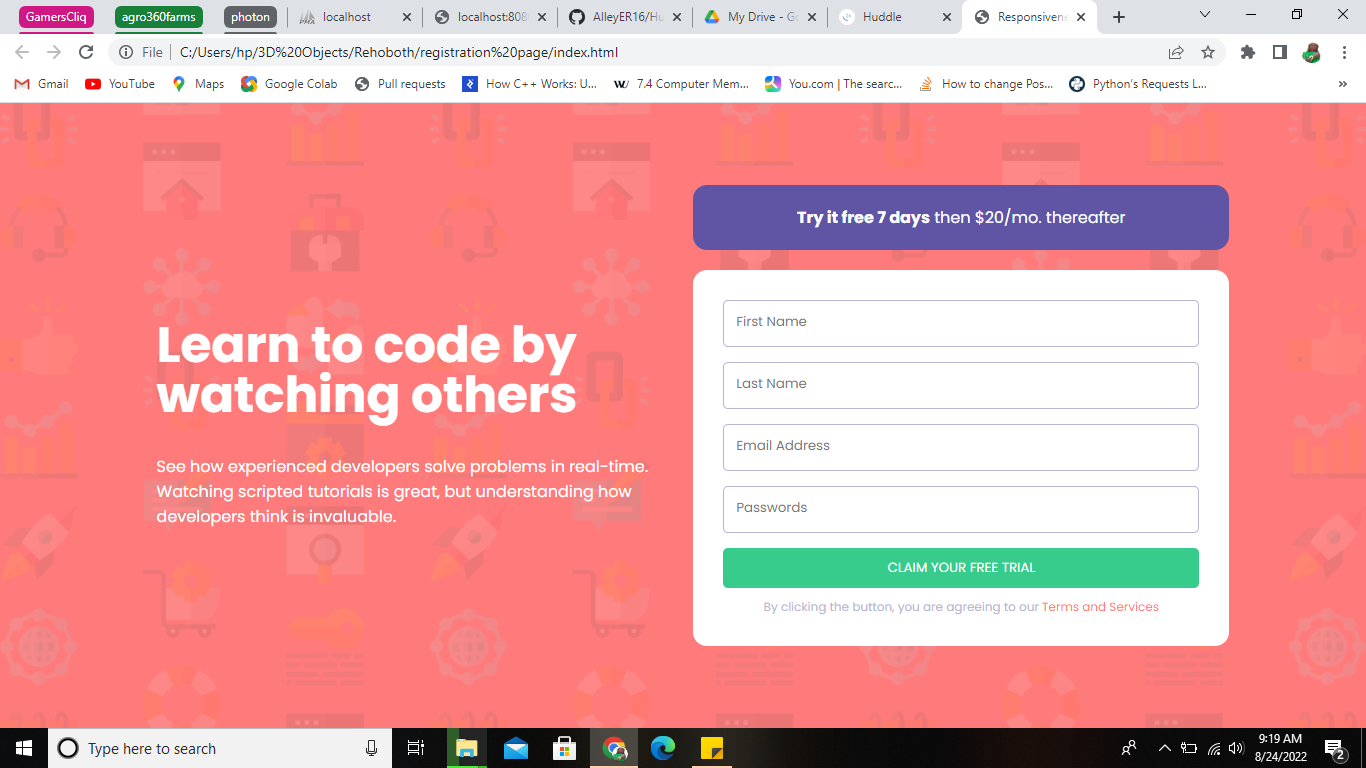 GamersCliq agro360farms photon localhost localhost:808 AlleyER16/Hu My Drive - Go Huddle Responsiven
File C:/Users/hp/3D%20Objects/Rehoboth/registration%20page/index.html
Gmail YouTube Maps Google Colab Pull requests How C++ Works: U... 7.4 Computer Mem... You.com | The searc... How to change Pos... Python's Requests L... »
Try it free 7 days then $20/mo. thereafter
Learn to code by
watching others
See how experienced developers solve problems in real-time.
Watching scripted tutorials is great, but understanding how
developers think is invaluable.
First Name
Last Name
Email Address
Passwords
CLAIM YOUR FREE TRIAL
By clicking the button, you are agreeing to our Terms and Services
Type here to search
9:19 AM
8/24/2022
2